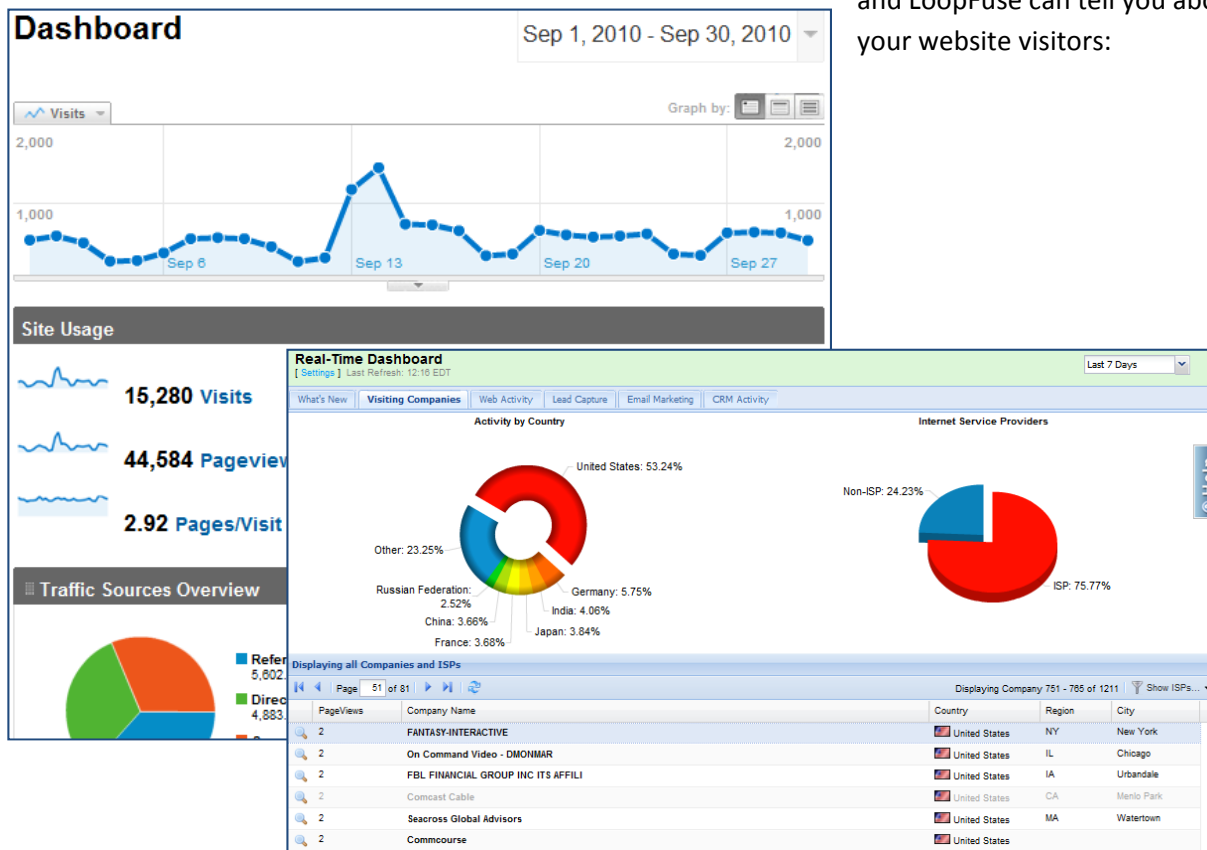 and LoopFuse can tell you
your website visitors:
Dashboard
Sep 1, 2010 - Sep 30, 2010
Visits
Graph by:
2,000 2,000
1,000 1,000
Sep 6 Sep 13 Sep 20 Sep 27
Site Usage
15,280 Visits
44,584
2.92 Pages/Visit
Traffic Sources Overview
5,602.
4,883.
Real-Time Dashboard
[ Settings ] Last Refresh: 12:16 EDT
Last 7 Days
What's New Visiting Companies Web Activity Lead Capture Email Marketing CRM Activity
Activity by Country
United States: 53.24%
Other: 23.25%
Russian Federation:
2.52%
China: 3.66%
France: 3.68%
Japan: 3.84%
India: 4.06%
Germany: 5.75%
Internet Service Providers
Non-ISP: 24.23%
ISP: 75.77%
Displaying all Companies and ISPs
Page 51 of 81
Displaying Company 751 - 765 of 1211 Show ISPs...
PageViews Company Name Country Region City
2 FANTASY-INTERACTIVE United States NY New York
2 On Command Video - DMONMAR United States IL Chicago
2 FBL FINANCIAL GROUP INC ITS AFFILI United States IA Urbandale
2 Comcast Cable United States CA Menlo Park
2 Seacross Global Advisors United States MA Watertown
2 Commcourse United States